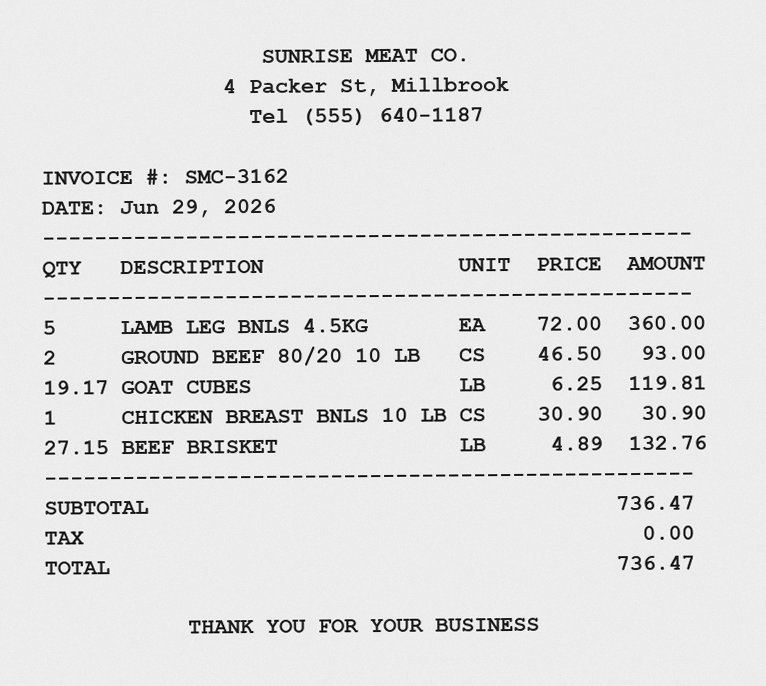 SUNRISE MEAT CO.
4 Packer St, Millbrook
Tel (555) 640-1187
INVOICE #: SMC-3162
DATE: Jun 29, 2026
--------------------------------------------------
QTY DESCRIPTION UNIT PRICE AMOUNT
--------------------------------------------------
5 LAMB LEG BNLS 4.5KG EA 72.00 360.00
2 GROUND BEEF 80/20 10 LB CS 46.50 93.00
19.17 GOAT CUBES LB 6.25 119.81
1 CHICKEN BREAST BNLS 10 LB CS 30.90 30.90
27.15 BEEF BRISKET LB 4.89 132.76
--------------------------------------------------
SUBTOTAL 736.47
TAX 0.00
TOTAL 736.47
THANK YOU FOR YOUR BUSINESS